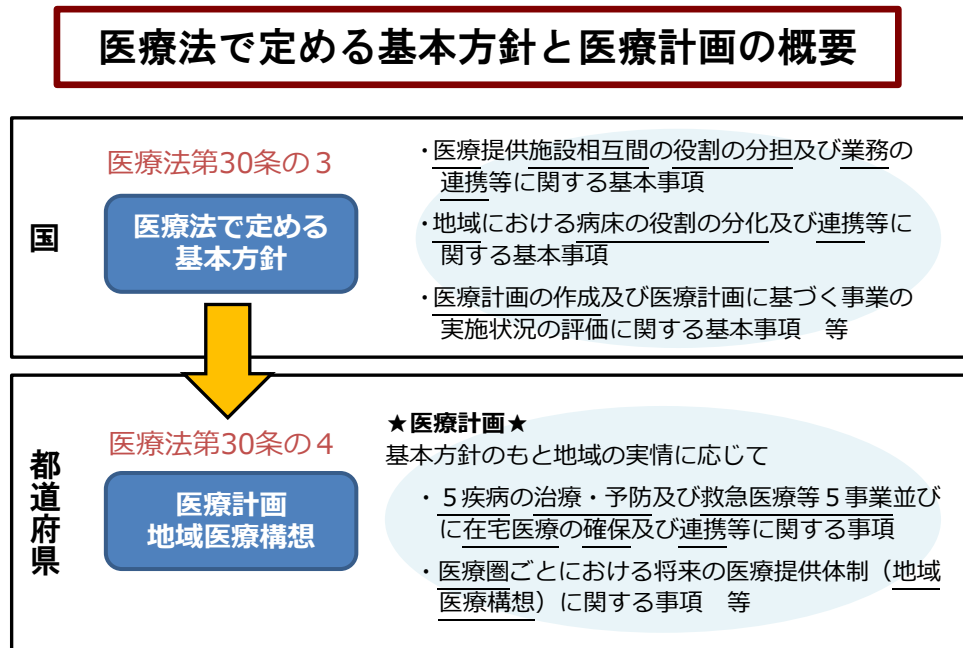 医療法で定める基本方針と医療計画の概要
国
医療法第30条の３
医療法で定める
基本方針
・医療提供施設相互間の役割の分担及び業務の
連携等に関する基本事項
・地域における病床の役割の分化及び連携等に
関する基本事項
・医療計画の作成及び医療計画に基づく事業の
実施状況の評価に関する基本事項　等
都道府県
医療法第30条の４
医療計画
地域医療構想
★医療計画★
基本方針のもと地域の実情に応じて
・５疾病の治療・予防及び救急医療等５事業並び
に在宅医療の確保及び連携等に関する事項
・医療圏ごとにおける将来の医療提供体制（地域
医療構想）に関する事項　等